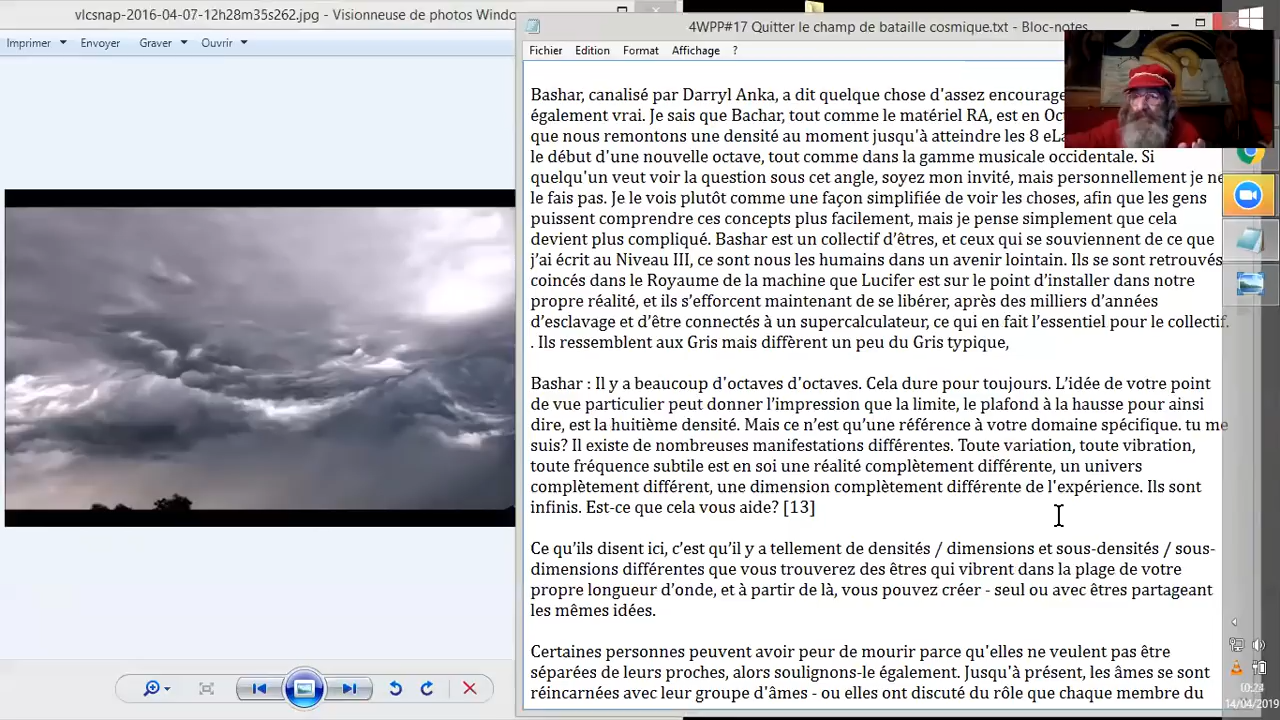 vlcsnap-2016-04-07-12h28m35s262.jpg - Visionneuse de photos Windo
Imprimer Envoyer Graver Ouvrir
4WPP#17 Quitter le champ de bataille cosmique.txt - Bloc-notes
Fichier Edition Format Affichage ?
Bashar, canalisé par Darryl Anka, a dit quelque chose d'assez
également vrai. Je sais que Bachar, tout comme le matériel RA, est en
que nous remontons une densité au moment jusqu'à atteindre les 8
le début d'une nouvelle octave, tout comme dans la gamme musicale occidentale. Si
quelqu'un veut voir la question sous cet angle, soyez mon invité, mais personnellement je ne
le fais pas. Je le vois plutôt comme une façon simplifiée de voir les choses, afin que les gens
puissent comprendre ces concepts plus facilement, mais je pense simplement que cela
devient plus compliqué. Bashar est un collectif d'êtres, et ceux qui se souviennent de ce que
j'ai écrit au Niveau III, ce sont nous les humains dans un avenir lointain. Ils se sont retrouvés
coincés dans le Royaume de la machine que Lucifer est sur le point d'installer dans notre
propre réalité, et ils s'efforcent maintenant de se libérer, après des milliers d'années
d'esclavage et d'être connectés à un supercalculateur, ce qui en fait l'essentiel pour le collectif.
. Ils ressemblent aux Gris mais diffèrent un peu du Gris typique,
Bashar : Il y a beaucoup d'octaves d'octaves. Cela dure pour toujours. L'idée de votre point
de vue particulier peut donner l'impression que la limite, le plafond à la hausse pour ainsi
dire, est la huitième densité. Mais ce n'est qu'une référence à votre domaine spécifique. tu me
suis? Il existe de nombreuses manifestations différentes. Toute variation, toute vibration,
toute fréquence subtile est en soi une réalité complètement différente, un univers
complètement différent, une dimension complètement différente de l'expérience. Ils sont
infinis. Est-ce que cela vous aide? [13]
Ce qu'ils disent ici, c'est qu'il y a tellement de densités / dimensions et sous-densités / sous-
dimensions différentes que vous trouverez des êtres qui vibrent dans la plage de votre
propre longueur d'onde, et à partir de là, vous pouvez créer - seul ou avec êtres partageant
les mêmes idées.
Certaines personnes peuvent avoir peur de mourir parce qu'elles ne veulent pas être
séparées de leurs proches, alors soulignons-le également. Jusqu'à présent, les âmes se sont
réincarnées avec leur groupe d'âmes - ou elles ont discuté du rôle que chaque membre du
10:24
14/04/2019